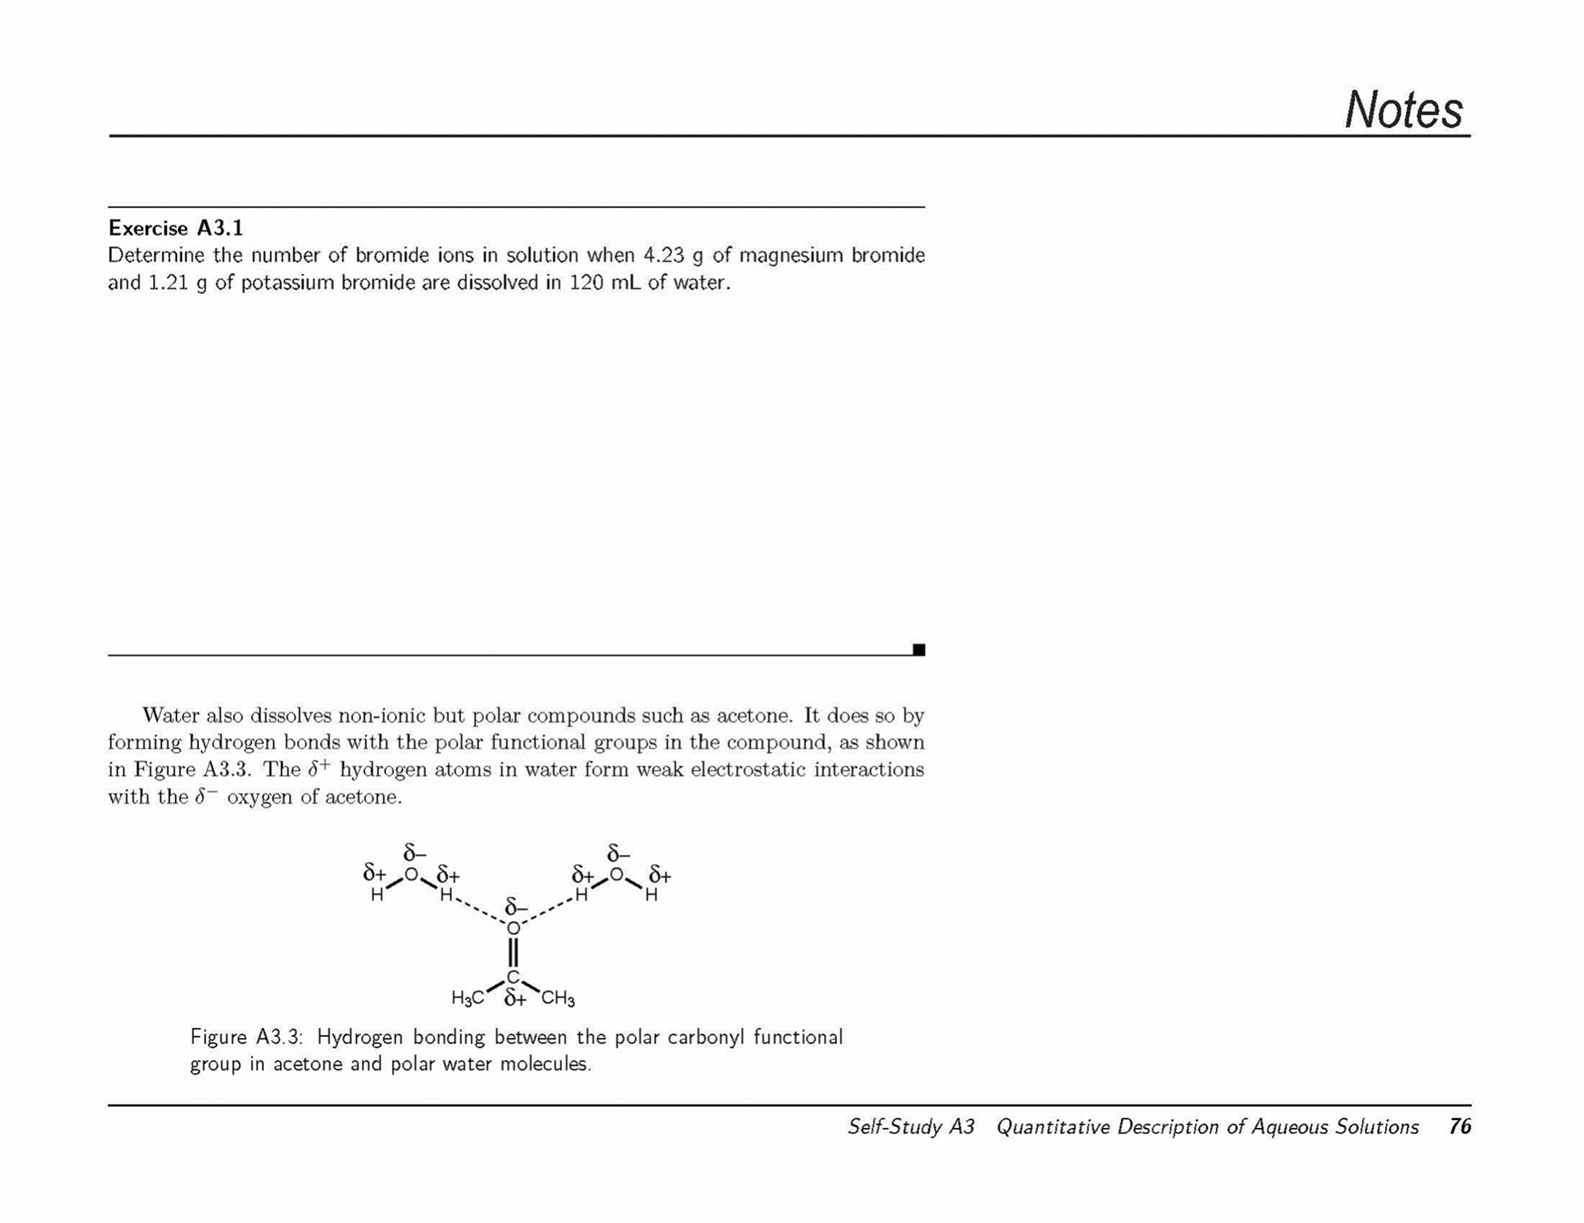 Notes
Exercise A3.1
Determine the number of bromide ions in solution when 4.23 g of magnesium bromide
and 1.21 g of potassium bromide are dissolved in 120 mL of water.
Water also dissolves non-ionic but polar compounds such as acetone. It does so by
forming hydrogen bonds with the polar functional groups in the compound, as shown
in Figure A3.3. The δ⁺ hydrogen atoms in water form weak electrostatic interactions
with the δ⁻ oxygen of acetone.
δ– δ–
δ+ O δ+ δ+ O δ+
H H H H
δ–
O
C
H₃C δ+ CH₃
Figure A3.3: Hydrogen bonding between the polar carbonyl functional
group in acetone and polar water molecules.
Self-Study A3 Quantitative Description of Aqueous Solutions 76